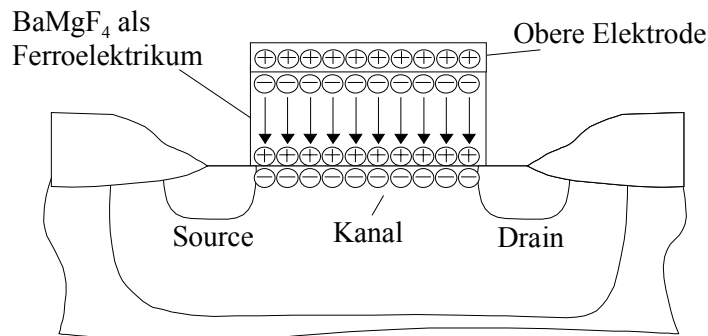 BaMgF₄ als
Ferroelektrikum
Obere Elektrode
Source
Kanal
Drain